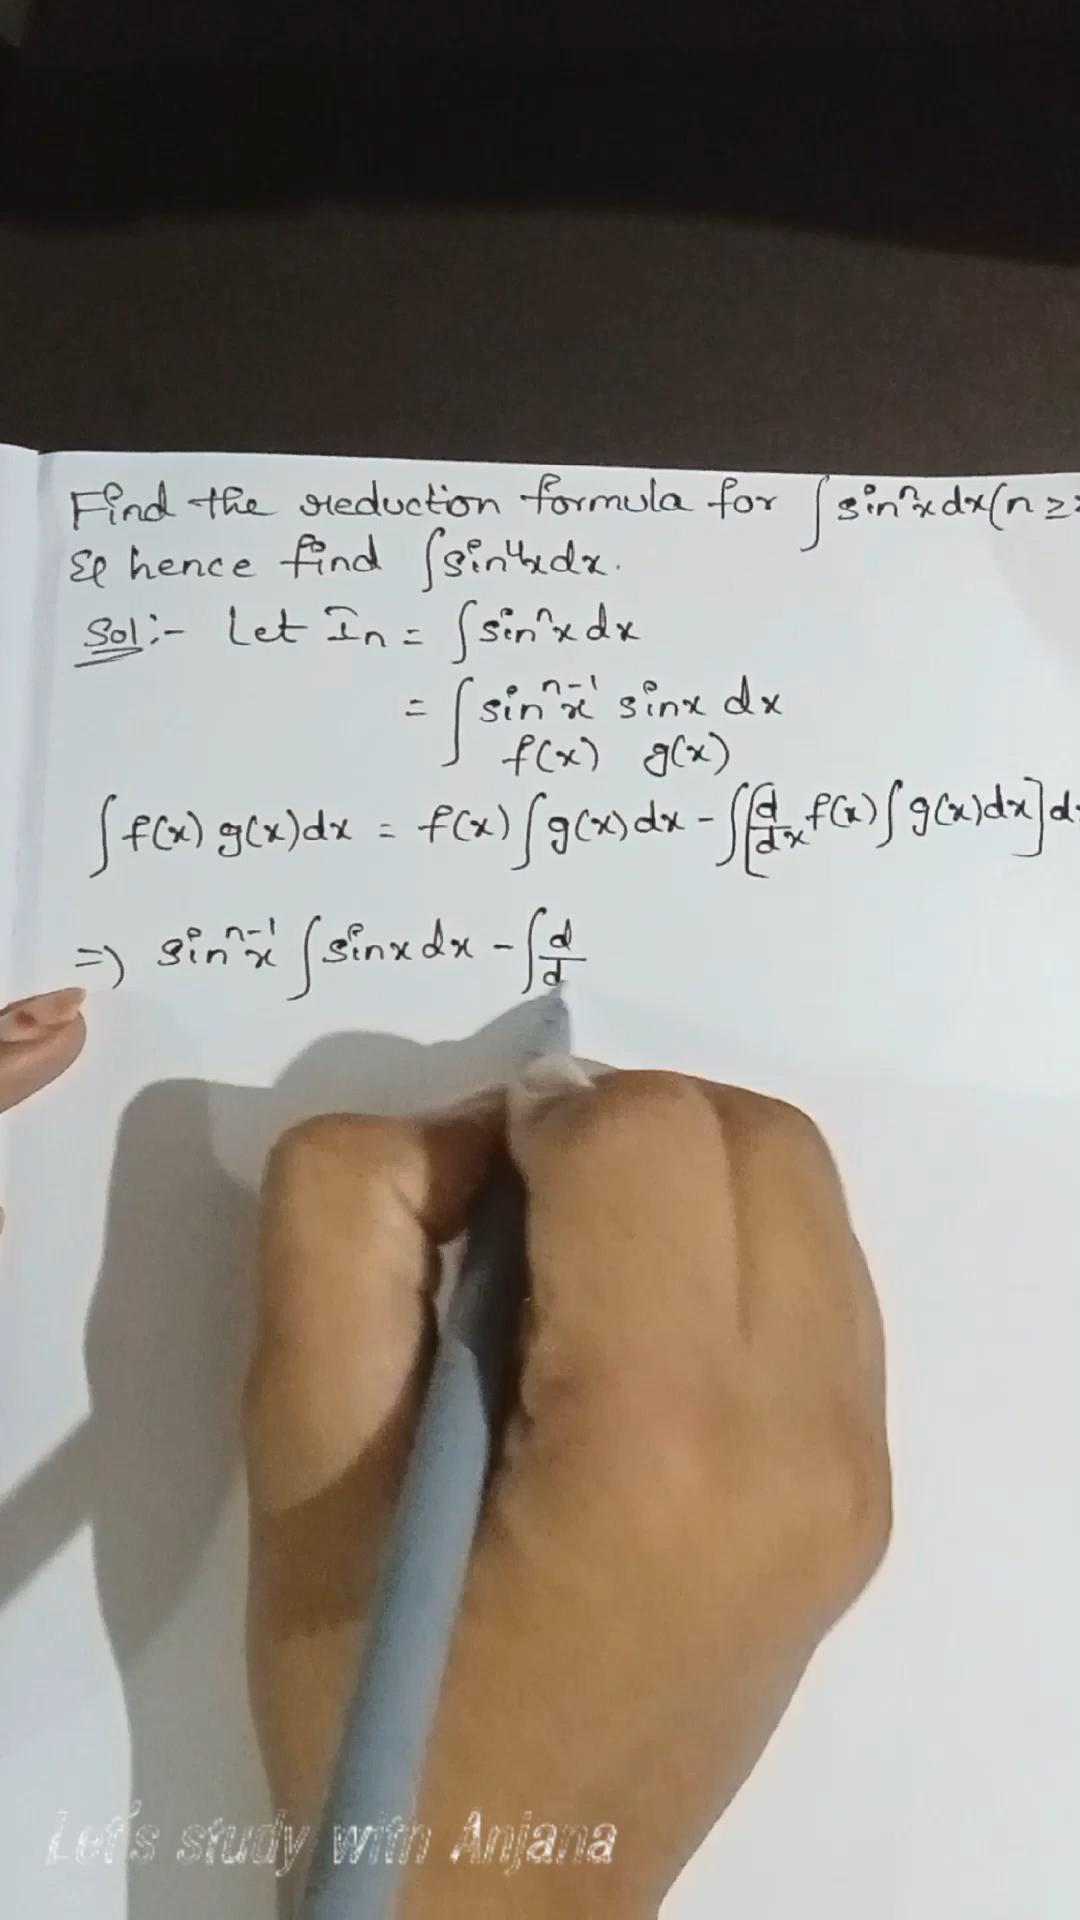 Find the reduction formula for ∫ sinⁿx dx (n ≥
& hence find ∫ sin⁴x dx.
Sol:- Let Iₙ = ∫ sinⁿx dx
= ∫ sinⁿ⁻¹x sinx dx
f(x) g(x)
∫ f(x) g(x) dx = f(x) ∫ g(x) dx - ∫ [d/dx f(x) ∫ g(x) dx] d
=> sinⁿ⁻¹x ∫ sinx dx - ∫ d/d
Let's study with Anjana